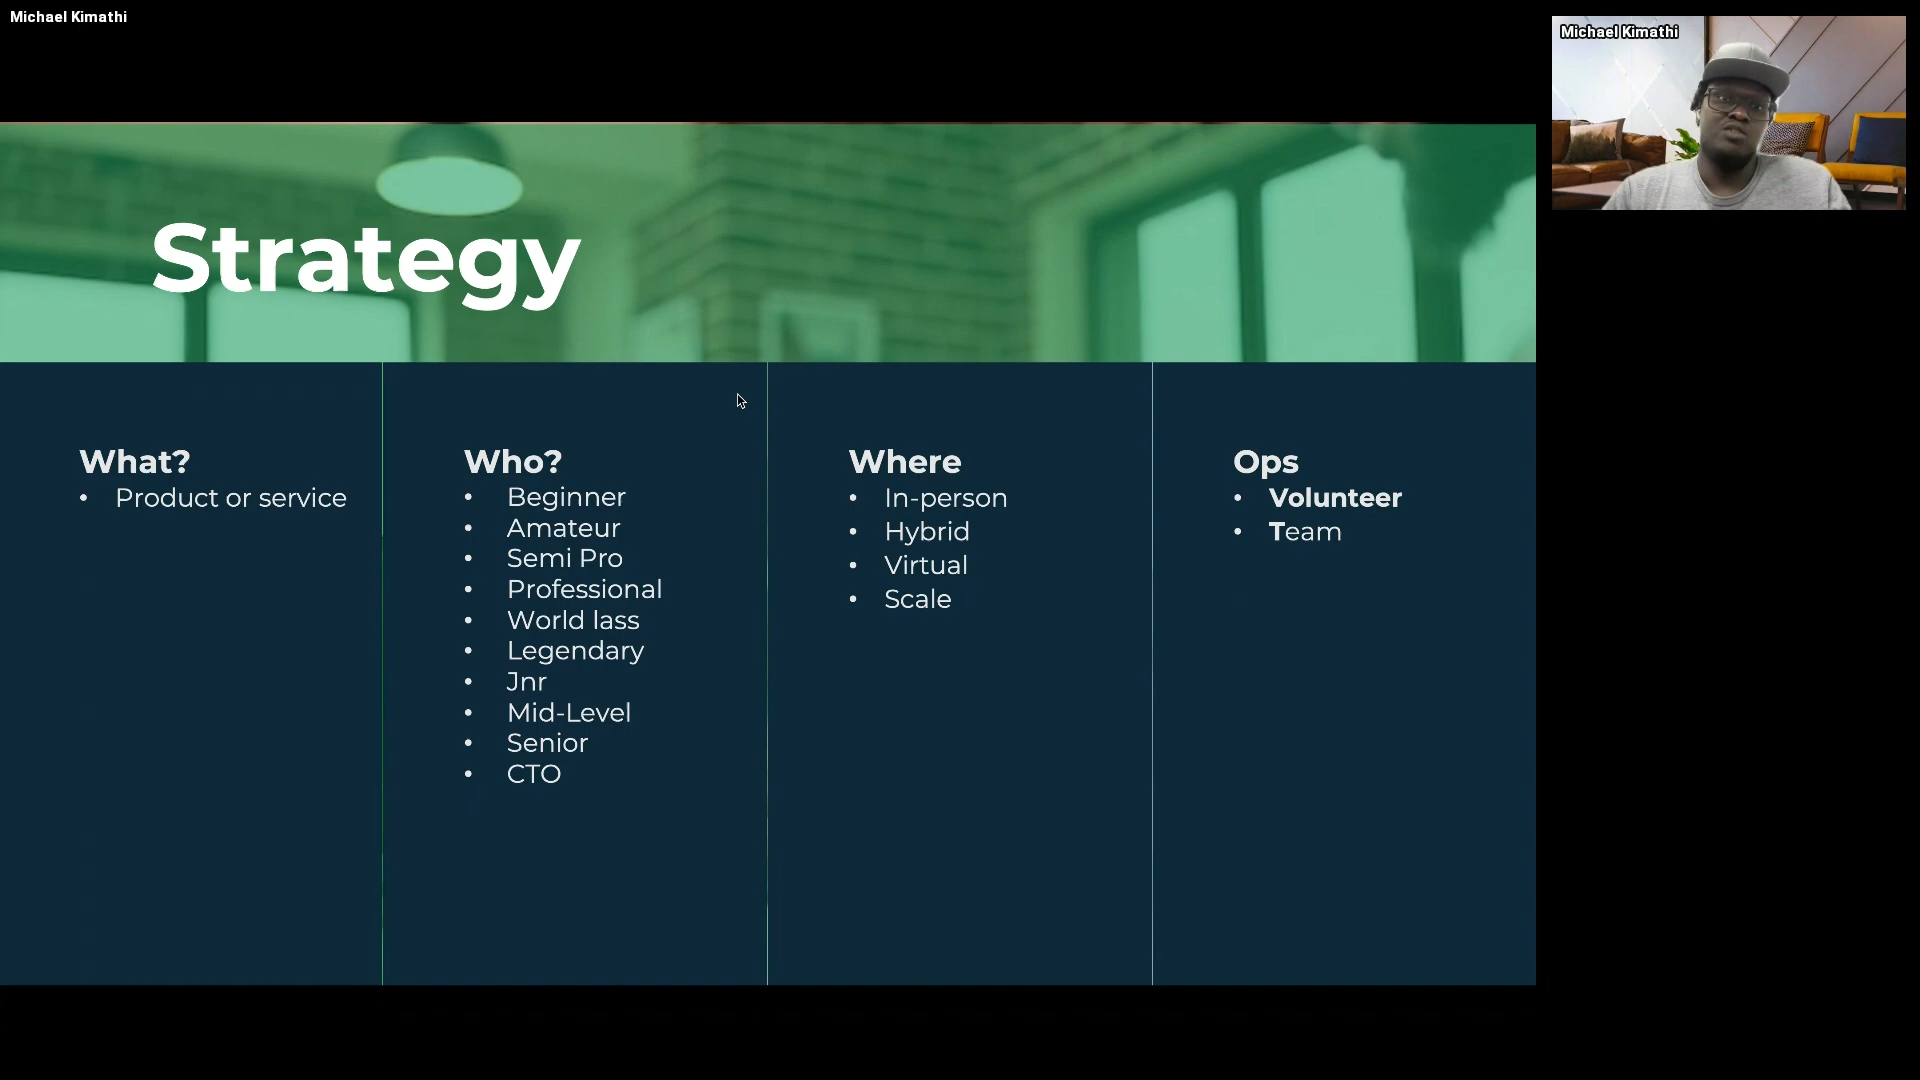 Michael Kimathi
Michael Kimathi
Strategy
What?
• Product or service
Who?
• Beginner
• Amateur
• Semi Pro
• Professional
• World lass
• Legendary
• Jnr
• Mid-Level
• Senior
• CTO
Where
• In-person
• Hybrid
• Virtual
• Scale
Ops
• Volunteer
• Team